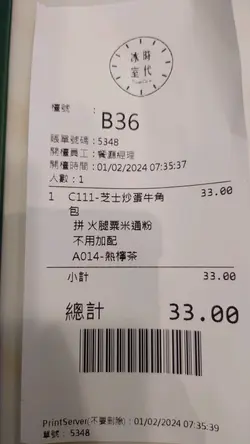 冰室
時代
檯號 :
B36
賬單號碼 : 5348
開檯員工 : 餐廳經理
開檯時間 : 01/02/2024 07:35:37
人數 : 1
1 C111-芝士炒蛋牛角包 33.00
拼 火腿粟米通粉
不用加配
A014-熱檸茶
小計 33.00
總計 33.00
PrintServer(不要刪除) : 01/02/2024 07:35:39
單號 : 5348